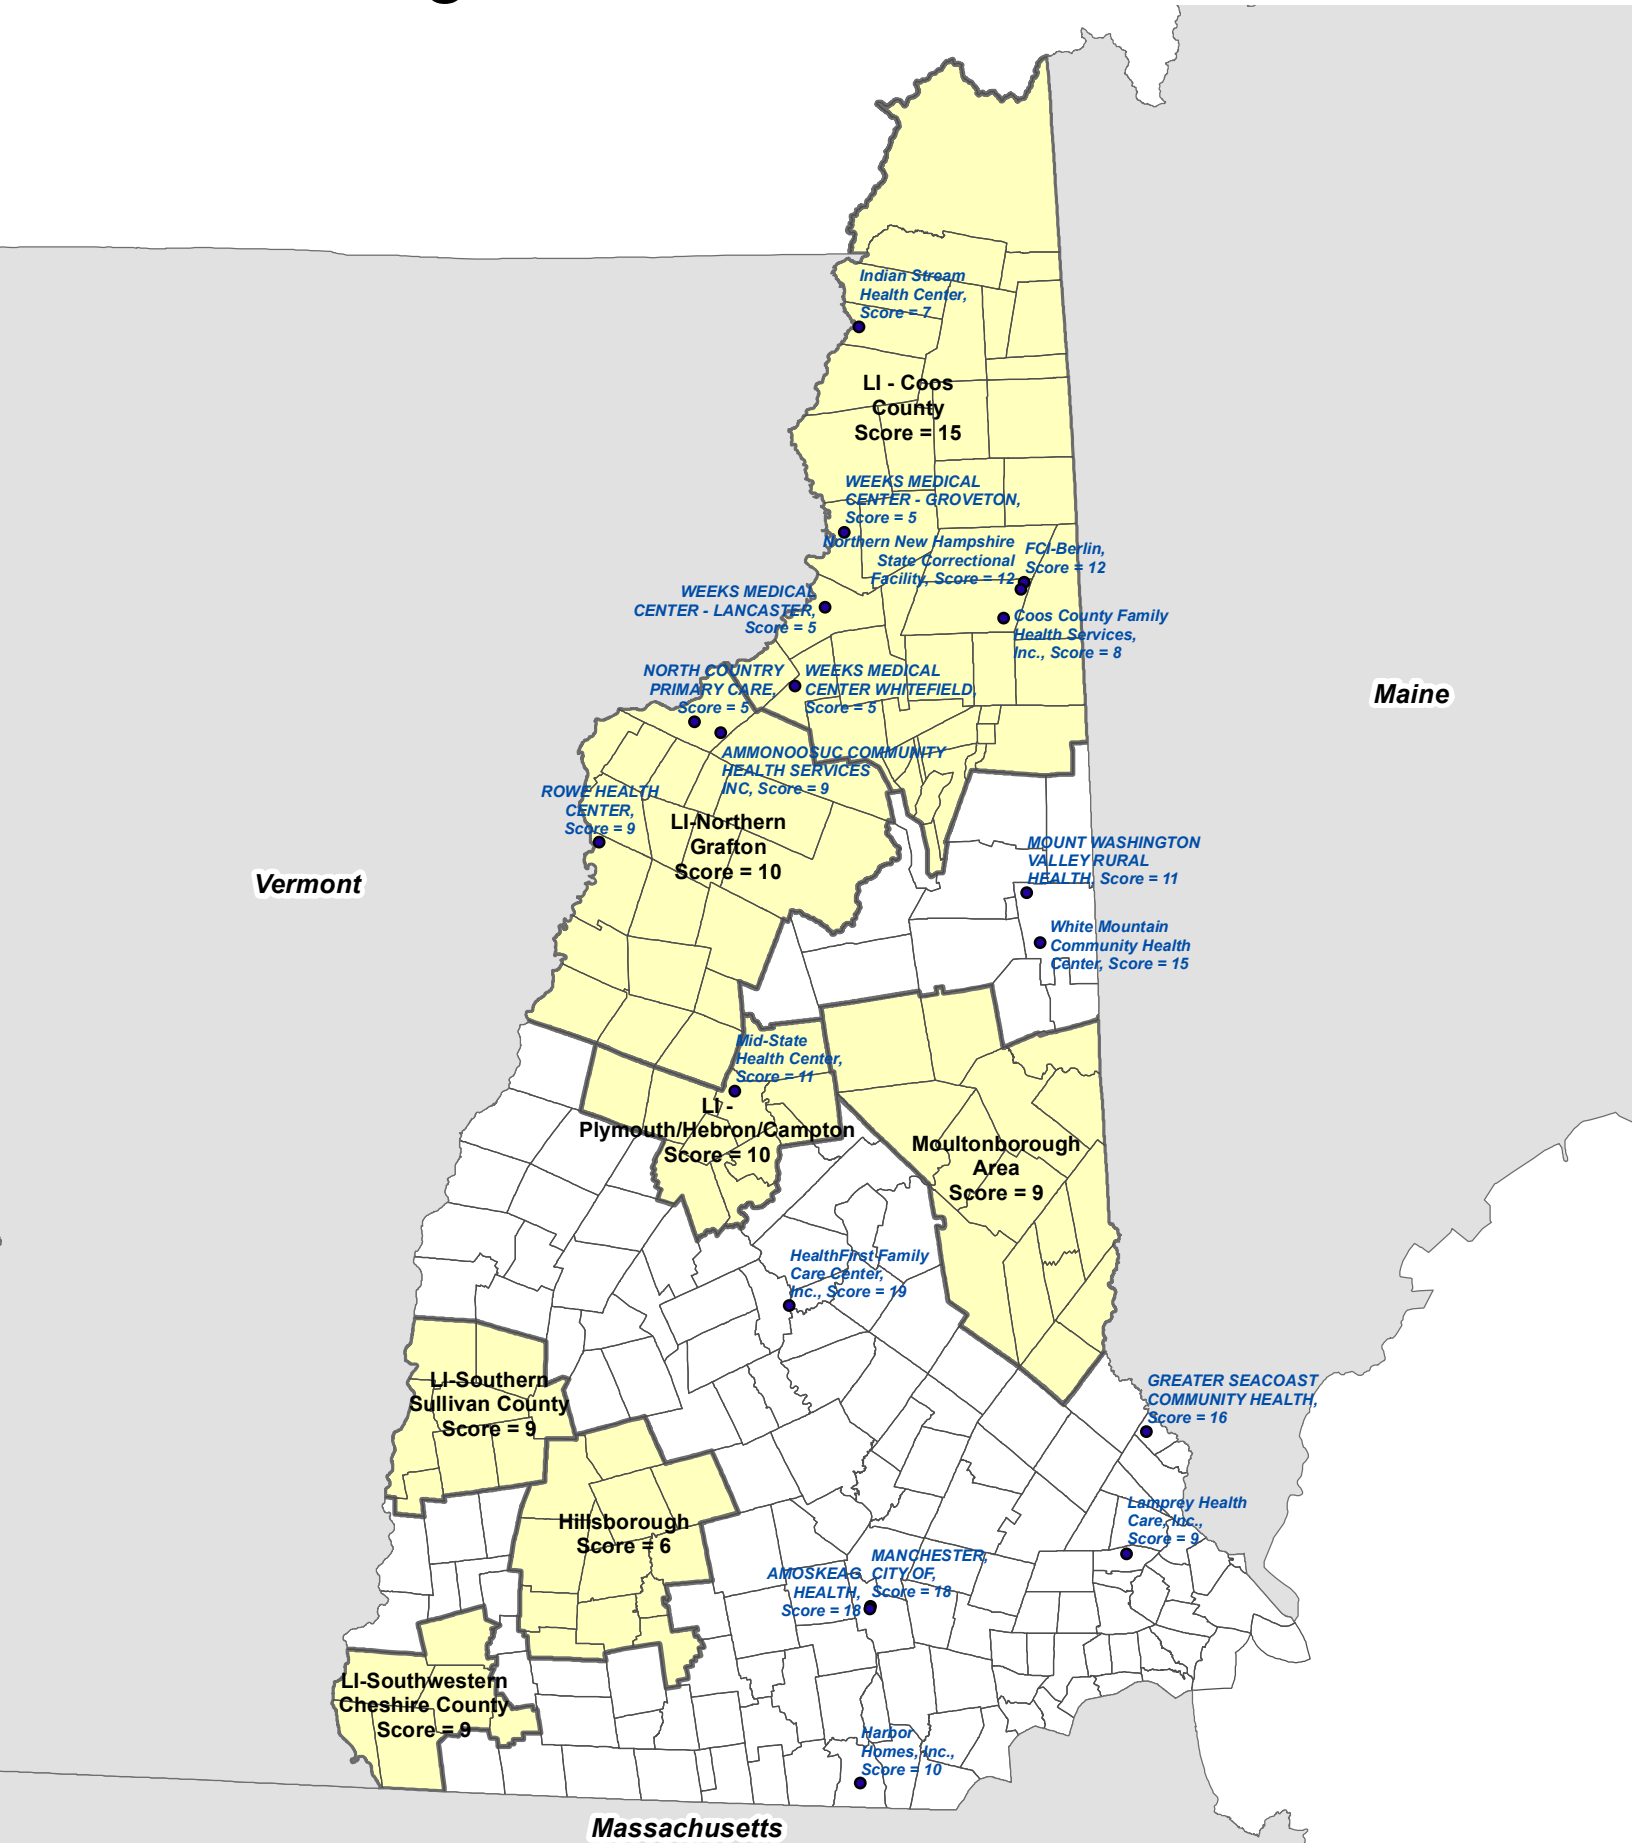 Indian Stream
Health Center,
Score = 7
LI - Coos
County
Score = 15
WEEKS MEDICAL
CENTER - GROVETON,
Score = 5
Northern New Hampshire
State Correctional
Facility, Score = 12
FCI-Berlin,
Score = 12
WEEKS MEDICAL
CENTER - LANCASTER,
Score = 5
Coos County Family
Health Services,
Inc., Score = 8
NORTH COUNTRY
PRIMARY CARE,
Score = 5
WEEKS MEDICAL
CENTER WHITEFIELD,
Score = 5
Maine
AMMONOOSUC COMMUNITY
HEALTH SERVICES
INC, Score = 9
ROWE HEALTH
CENTER,
Score = 9
LI-Northern
Grafton
Score = 10
MOUNT WASHINGTON
VALLEY RURAL
HEALTH, Score = 11
Vermont
White Mountain
Community Health
Center, Score = 15
Mid-State
Health Center,
Score = 11
LI -
Plymouth/Hebron/Campton
Score = 10
Moultonborough
Area
Score = 9
HealthFirst Family
Care Center,
Inc., Score = 19
LI-Southern
Sullivan County
Score = 9
GREATER SEACOAST
COMMUNITY HEALTH,
Score = 16
Hillsborough
Score = 6
Lamprey Health
Care, Inc.,
Score = 9
AMOSKEAG
HEALTH,
Score = 18
MANCHESTER,
CITY OF,
Score = 18
LI-Southwestern
Cheshire County
Score = 9
Harbor
Homes, Inc.,
Score = 10
Massachusetts